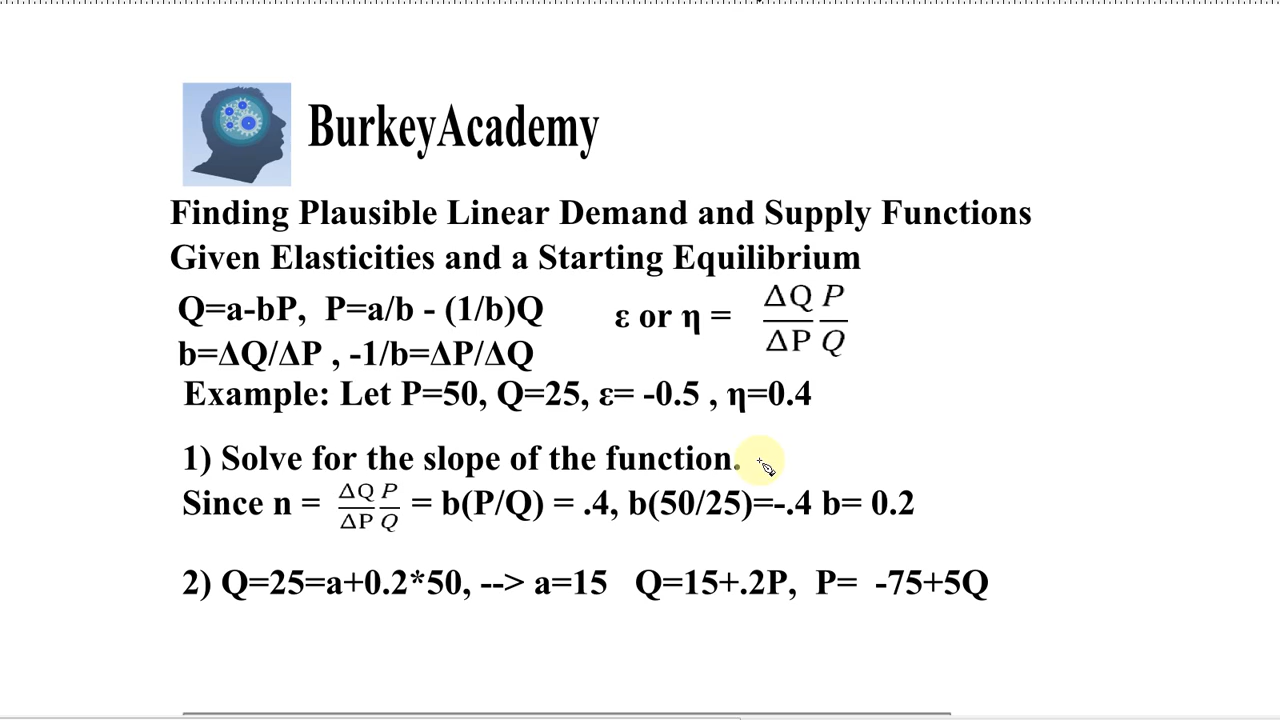 BurkeyAcademy
Finding Plausible Linear Demand and Supply Functions
Given Elasticities and a Starting Equilibrium
Q=a-bP, P=a/b - (1/b)Q ε or η = ΔQ/ΔP P/Q
b=ΔQ/ΔP , -1/b=ΔP/ΔQ
Example: Let P=50, Q=25, ε= -0.5 , η=0.4
1) Solve for the slope of the function.
Since n = ΔQ/ΔP P/Q = b(P/Q) = .4, b(50/25)=-.4 b= 0.2
2) Q=25=a+0.2*50, --> a=15 Q=15+.2P, P= -75+5Q